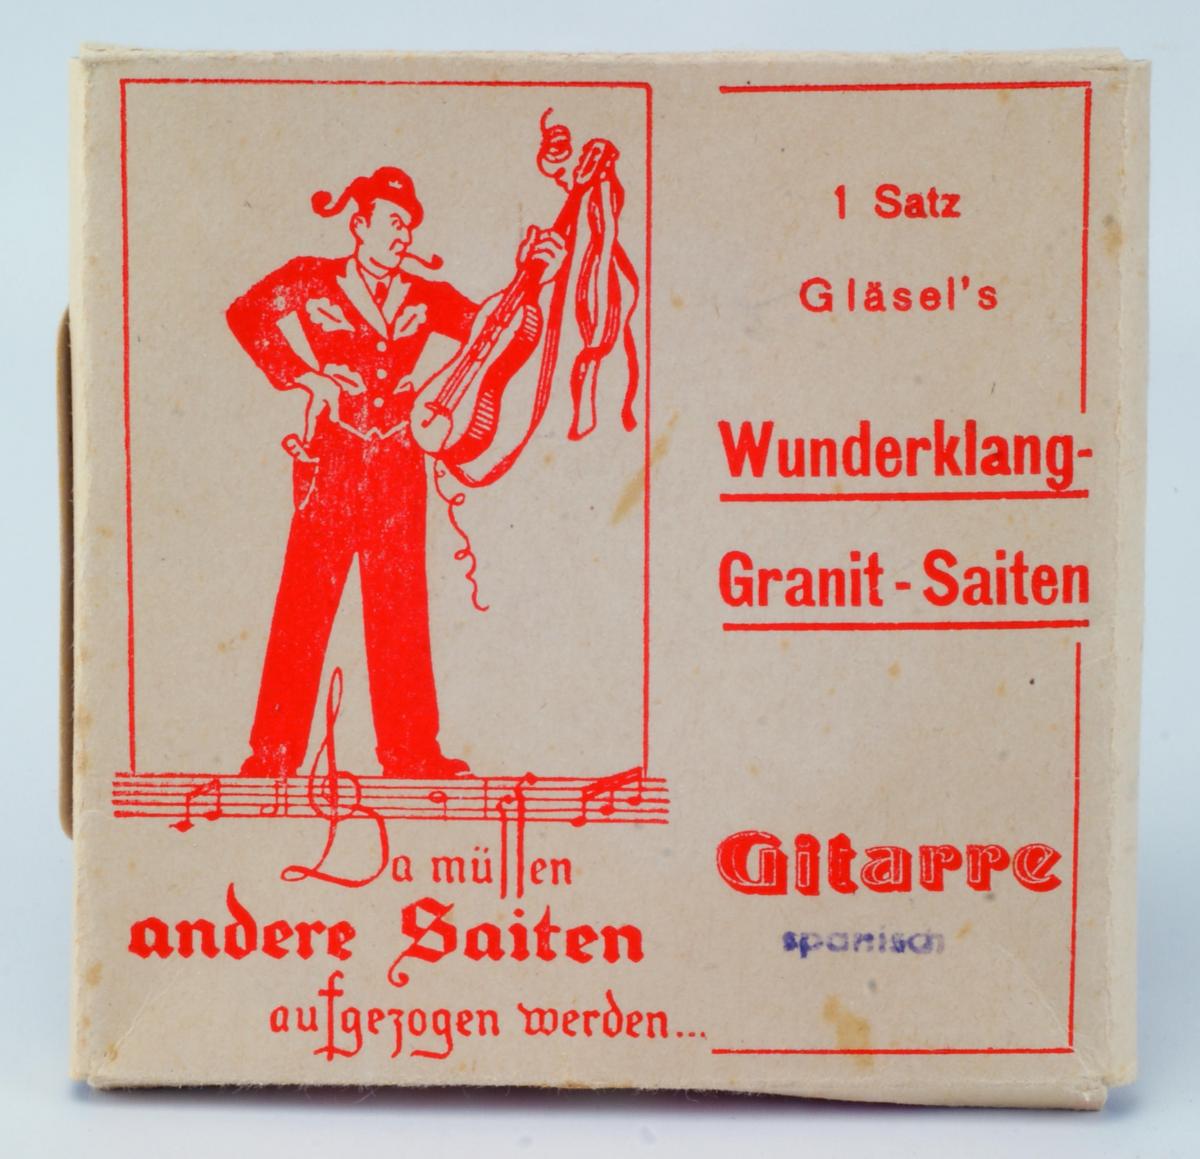 Da müssen
andere Saiten
aufgezogen werden...
1 Satz
Gläsel's
Wunderklang-
Granit-Saiten
Gitarre
spanisch